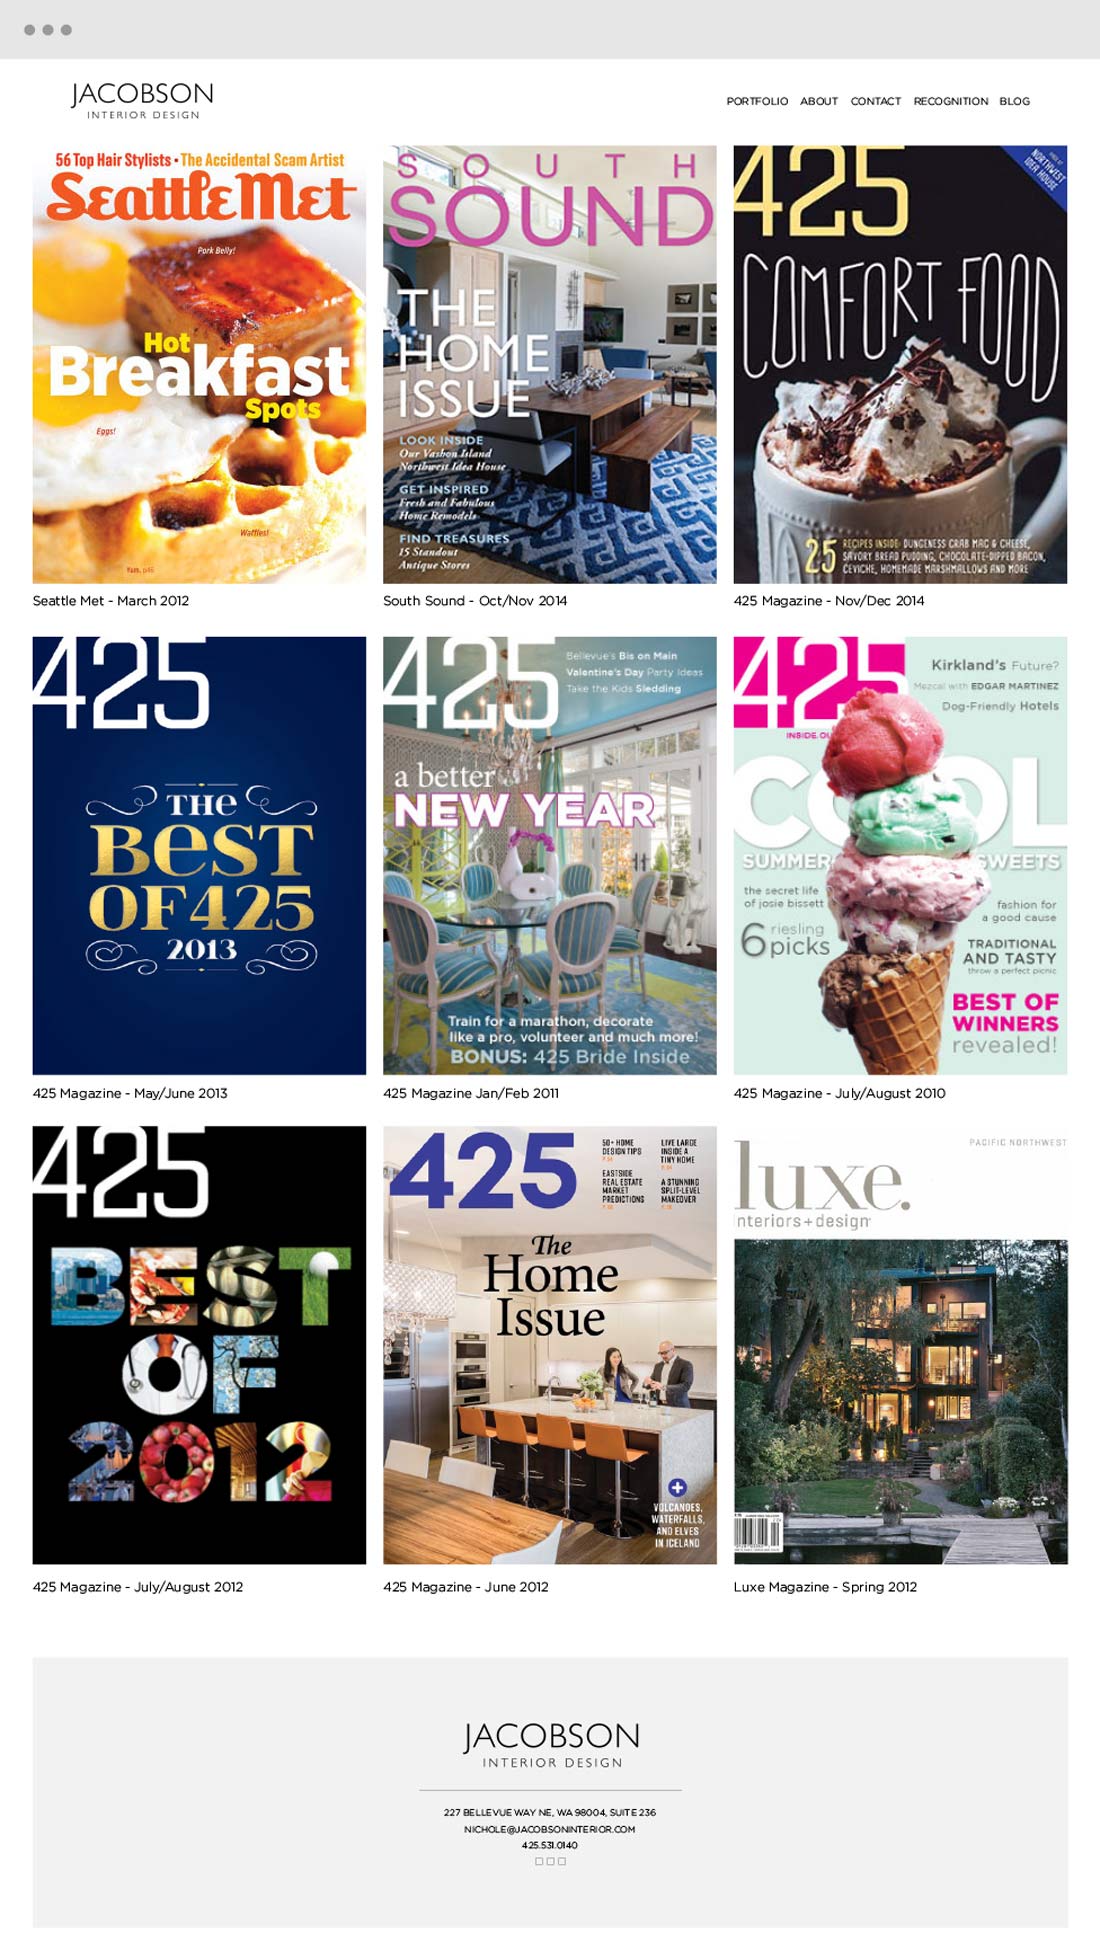 JACOBSON
INTERIOR DESIGN
PORTFOLIO ABOUT CONTACT RECOGNITION BLOG
56 Top Hair Stylists • The Accidental Scam Artist
SeattleMet
Pork Belly!
Hot
Breakfast
Spots
Eggs!
Waffles!
Yum. p46
Seattle Met - March 2012
SOUTH
SOUND
THE
HOME
ISSUE
LOOK INSIDE
Our Vashon Island
Northwest Idea House
GET INSPIRED
Fresh and Fabulous
Home Remodels
FIND TREASURES
15 Standout
Antique Stores
South Sound - Oct/Nov 2014
425
NORTHWEST
IDEA HOUSE
COMFORT FOOD
25 RECIPES INSIDE: DUNGENESS CRAB MAC & CHEESE,
SAVORY BREAD PUDDING, CHOCOLATE-DIPPED BACON,
CEVICHE, HOMEMADE MARSHMALLOWS AND MORE
425 Magazine - Nov/Dec 2014
425
THE
BEST
OF 425
2013
425 Magazine - May/June 2013
425
Bellevue's Bis on Main
Valentine's Day Party Ideas
Take the Kids Sledding
a better
NEW YEAR
Train for a marathon, decorate
like a pro, volunteer and much more!
BONUS: 425 Bride Inside
425 Magazine Jan/Feb 2011
425
Kirkland's Future?
Mezcal with EDGAR MARTINEZ
Dog-Friendly Hotels
INSIDE. OU
COOL
SUMMER SWEETS
the secret life
of josie bissett
6 riesling
picks
fashion for
a good cause
TRADITIONAL
AND TASTY
throw a perfect picnic
BEST OF
WINNERS
revealed!
425 Magazine - July/August 2010
425
BEST
OF
2012
425 Magazine - July/August 2012
425
50+ HOME
DESIGN TIPS
EASTSIDE
REAL ESTATE
MARKET
PREDICTIONS
LIVE LARGE
INSIDE A
TINY HOME
A STUNNING
SPLIT-LEVEL
MAKEOVER
The
Home
Issue
VOLCANOES,
WATERFALLS,
AND ELVES
IN ICELAND
425 Magazine - June 2012
PACIFIC NORTHWEST
luxe.
nteriors+design
Luxe Magazine - Spring 2012
JACOBSON
INTERIOR DESIGN
227 BELLEVUE WAY NE, WA 98004, SUITE 236
NICHOLE@JACOBSONINTERIOR.COM
425.531.0140